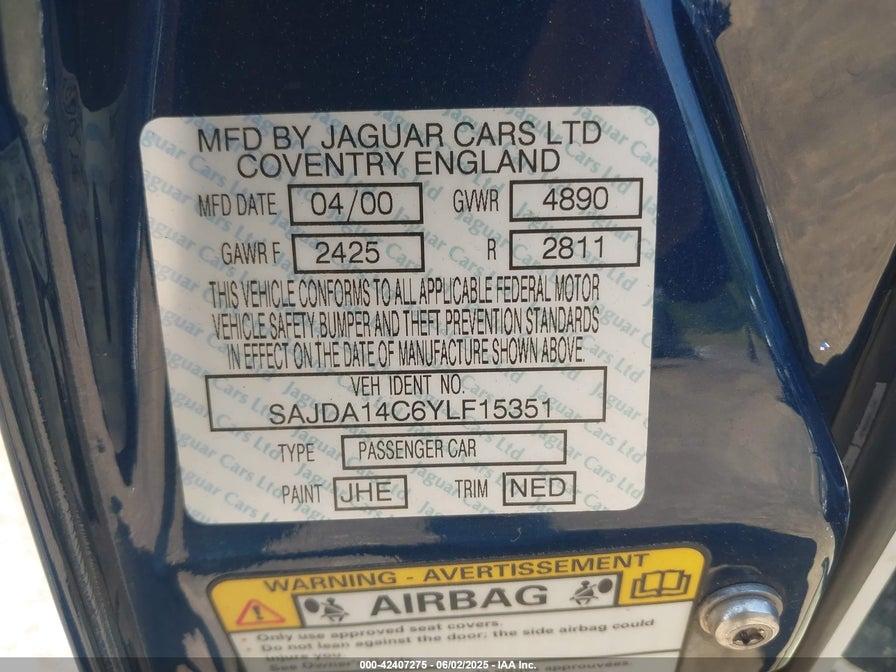 MFD BY JAGUAR CARS LTD
COVENTRY ENGLAND
MFD DATE 04/00 GVWR 4890
GAWR F 2425 R 2811
THIS VEHICLE CONFORMS TO ALL APPLICABLE FEDERAL MOTOR
VEHICLE SAFETY BUMPER AND THEFT PREVENTION STANDARDS
IN EFFECT ON THE DATE OF MANUFACTURE SHOWN ABOVE.
VEH IDENT NO.
SAJDA14C6YLF15351
TYPE PASSENGER CAR
PAINT JHE TRIM NED
WARNING - AVERTISSEMENT
AIRBAG
· Only use approved seat covers.
· Do not lean against the door; the side airbag could
injure you.
See Owner
000-42407275 - 06/02/2025 - IAA Inc.